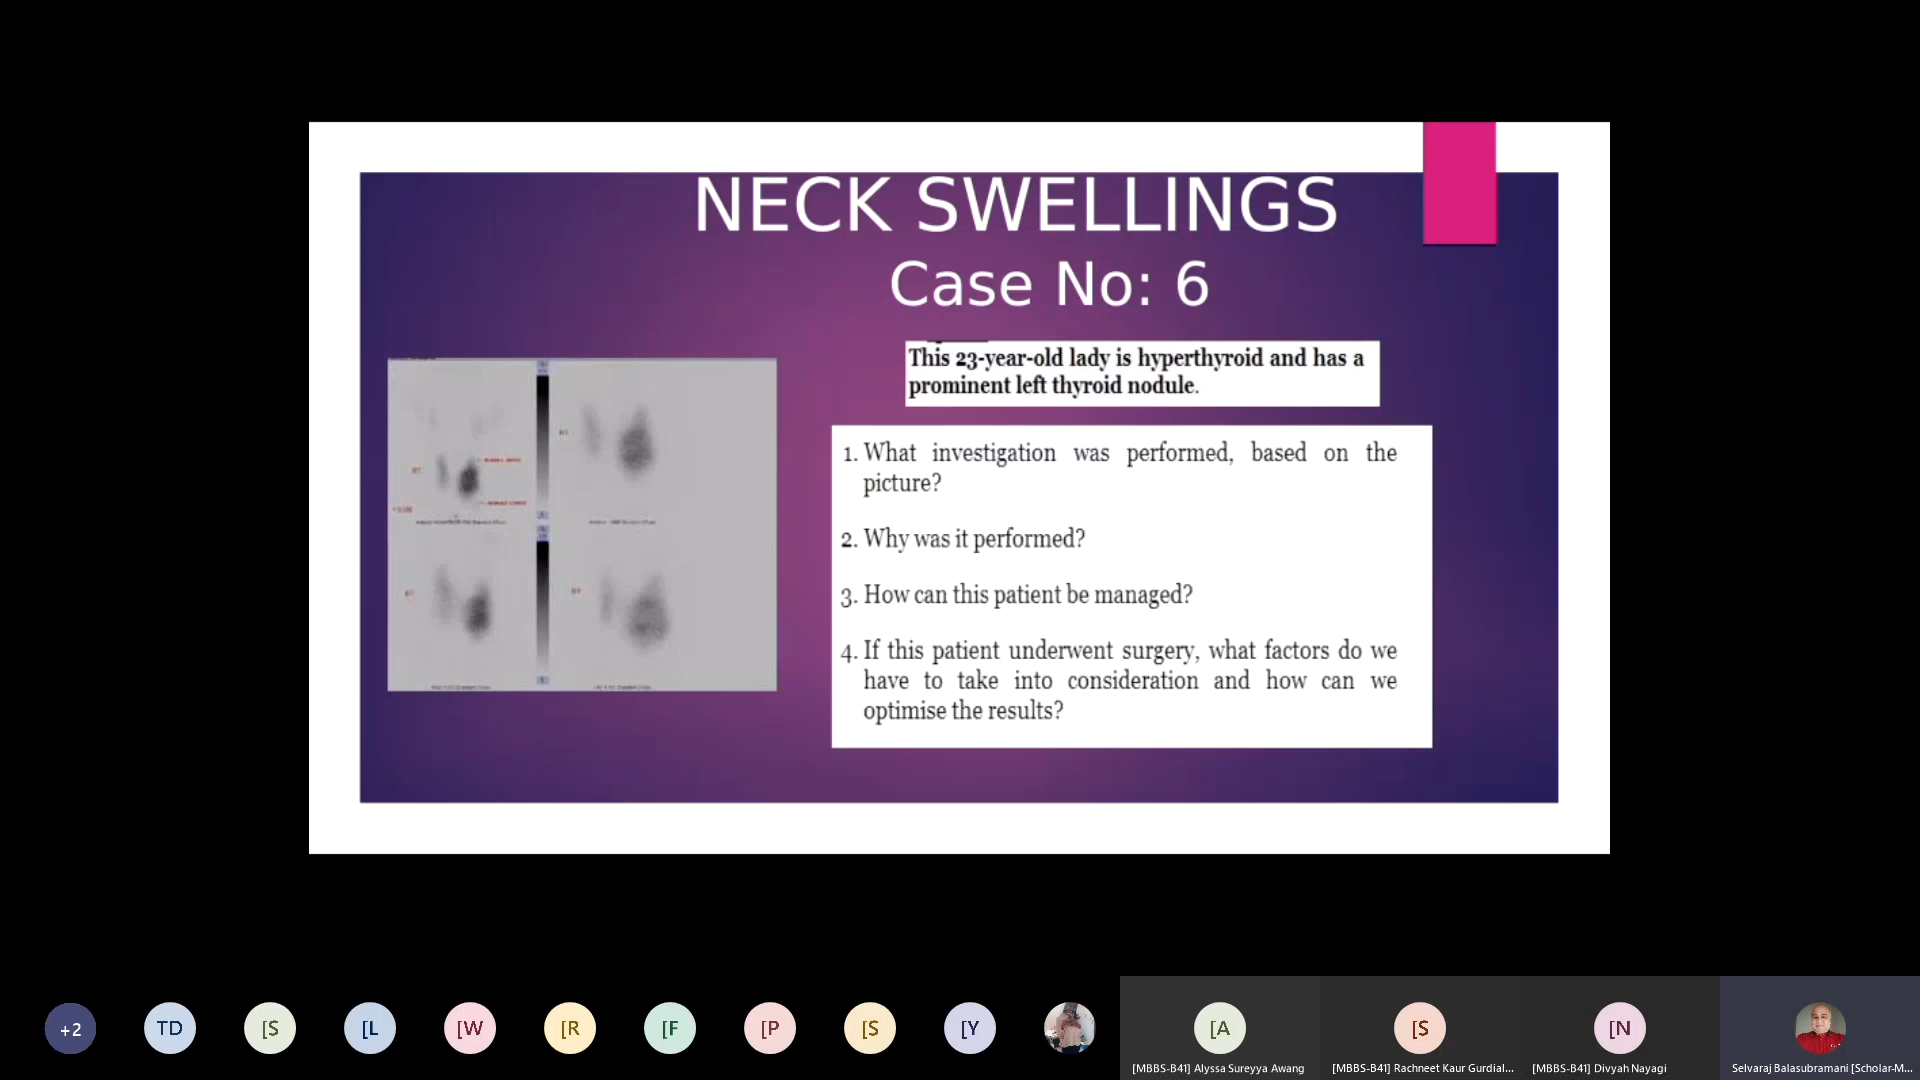 NECK SWELLINGS
Case No: 6
This 23-year-old lady is hyperthyroid and has a
prominent left thyroid nodule.
1. What investigation was performed, based on the
picture?
2. Why was it performed?
3. How can this patient be managed?
4. If this patient underwent surgery, what factors do we
have to take into consideration and how can we
optimise the results?
+2
TD
[S
[L
[W
[R
[F
[P
[S
[Y
[A
[S
[N
[MBBS-B41] Alyssa Sureyya Awang
[MBBS-B41] Rachneet Kaur Gurdial...
[MBBS-B41] Divyah Nayagi
Selvaraj Balasubramani [Scholar-M...